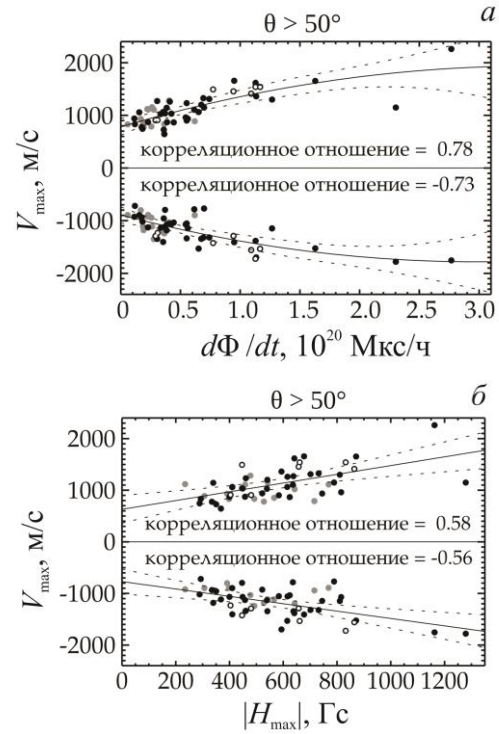 θ > 50°
а
2000
1000
0
-1000
-2000
V_max, м/с
корреляционное отношение = 0.78
корреляционное отношение = -0.73
0.0 0.5 1.0 1.5 2.0 2.5 3.0
dΦ/dt, 10^20 Мкс/ч
θ > 50°
б
2000
1000
0
-1000
-2000
V_max, м/с
корреляционное отношение = 0.58
корреляционное отношение = -0.56
0 200 400 600 800 1000 1200
|H_max|, Гс